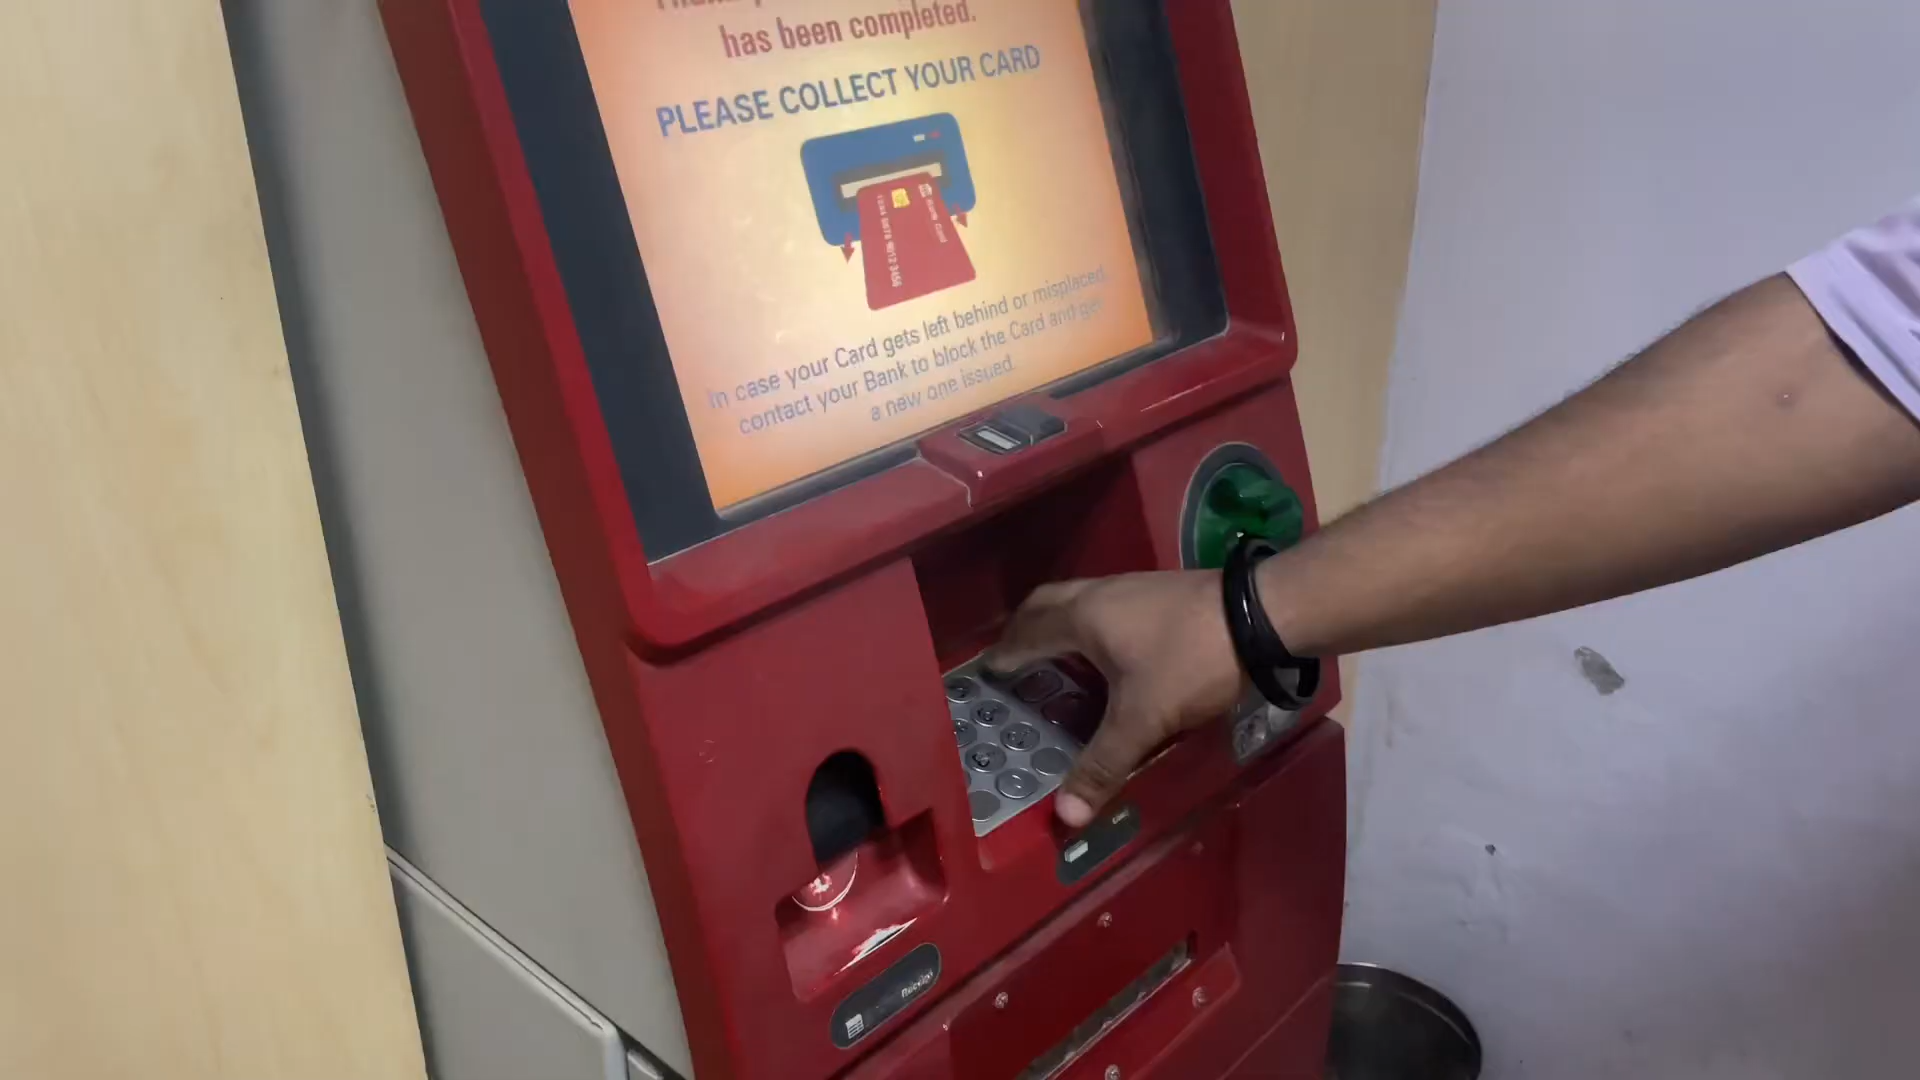 has been completed.
PLEASE COLLECT YOUR CARD
In case your Card gets left behind or misplaced,
contact your Bank to block the Card and get
a new one issued.
Receipt